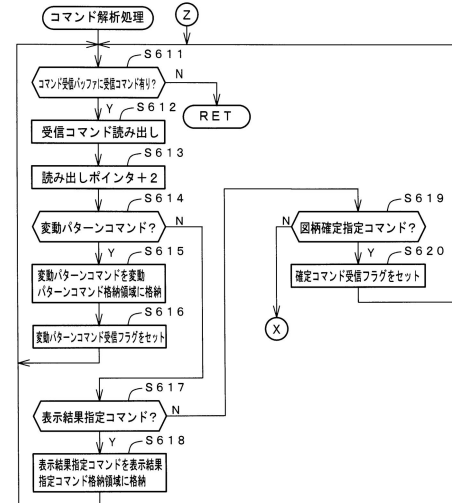 コマンド解析処理
Z
S611
コマンド受信バッファに受信コマンド有り?
N
RET
Y
S612
受信コマンド読み出し
S613
読み出しポインタ+2
S614
変動パターンコマンド?
N
Y
S615
変動パターンコマンドを変動
パターンコマンド格納領域に格納
S616
変動パターンコマンド受信フラグをセット
S617
表示結果指定コマンド?
N
Y
S618
表示結果指定コマンドを表示結果
指定コマンド格納領域に格納
S619
図柄確定指定コマンド?
N
Y
S620
確定コマンド受信フラグをセット
X